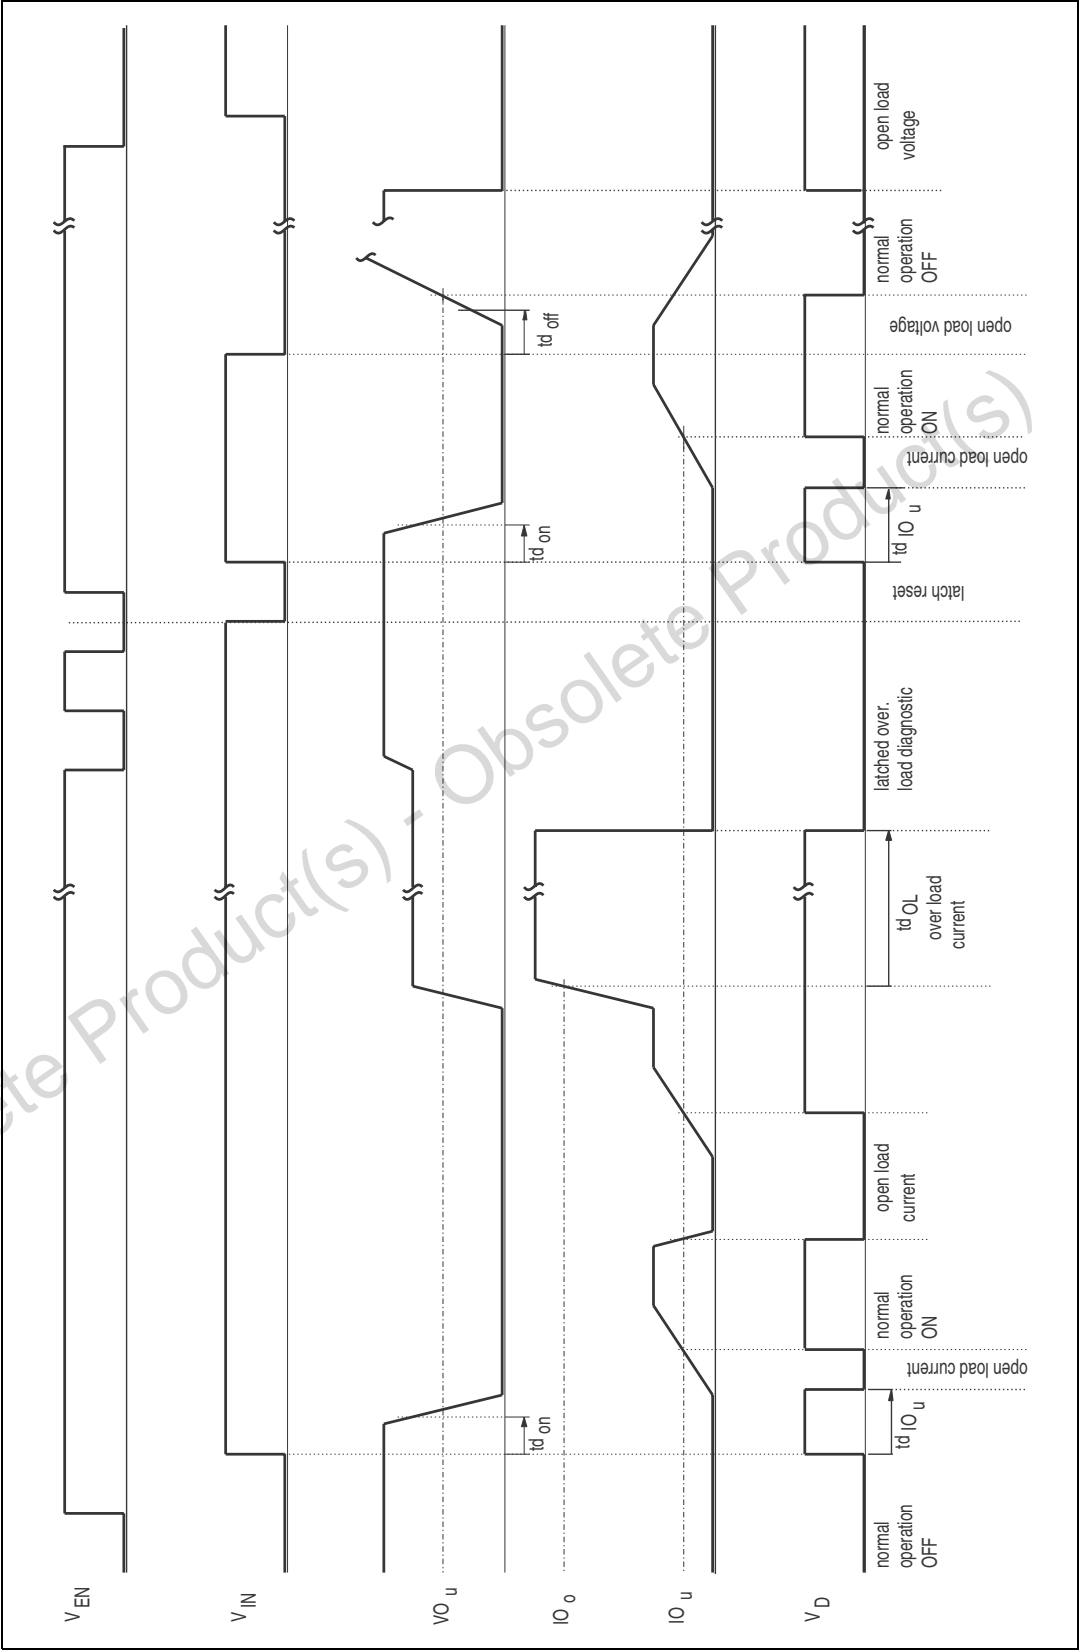 V EN
V IN
VO u
IO o
IO u
V D
td on
td on
td off
normal
operation
OFF
td IO u
open load current
normal
operation
ON
open load
current
td OL
over load
current
latched over.
load diagnostic
latch reset
td IO u
open load current
normal
operation
ON
open load voltage
normal
operation
OFF
open load
voltage
ete Product(s) - Obsolete Product(s)